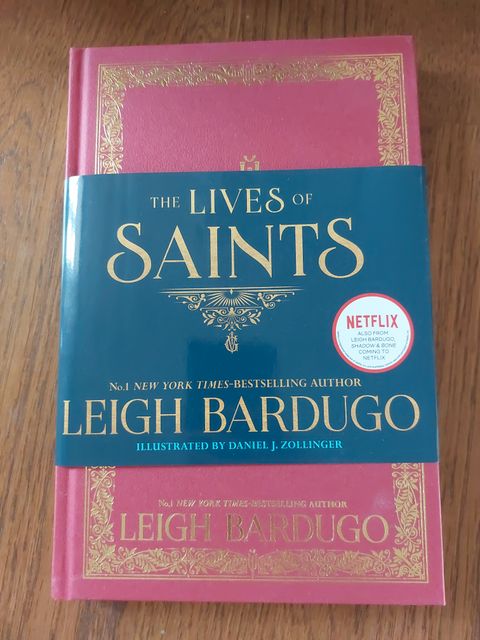 THE LIVES OF
SAINTS
NETFLIX
ALSO FROM
LEIGH BARDUGO,
SHADOW & BONE
COMING TO
NETFLIX
No.1 NEW YORK TIMES-BESTSELLING AUTHOR
LEIGH BARDUGO
ILLUSTRATED BY DANIEL J. ZOLLINGER
No.1 NEW YORK TIMES-BESTSELLING AUTHOR
LEIGH BARDUGO